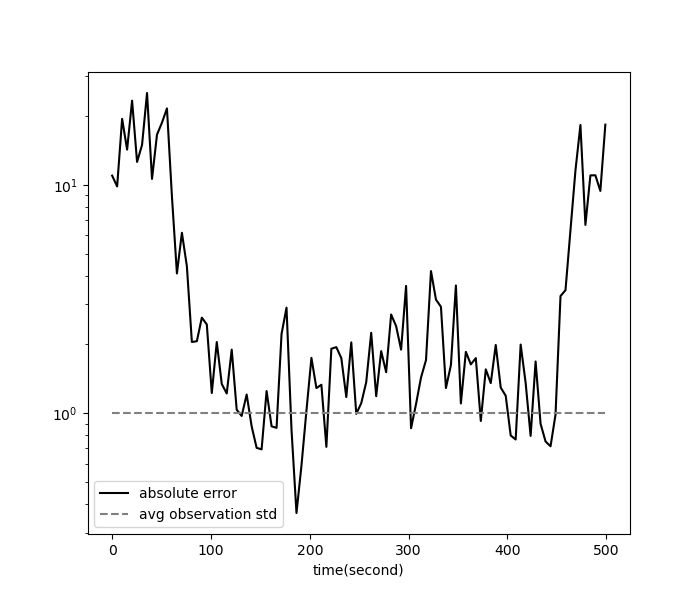 10¹
10⁰
absolute error
avg observation std
0 100 200 300 400 500
time(second)